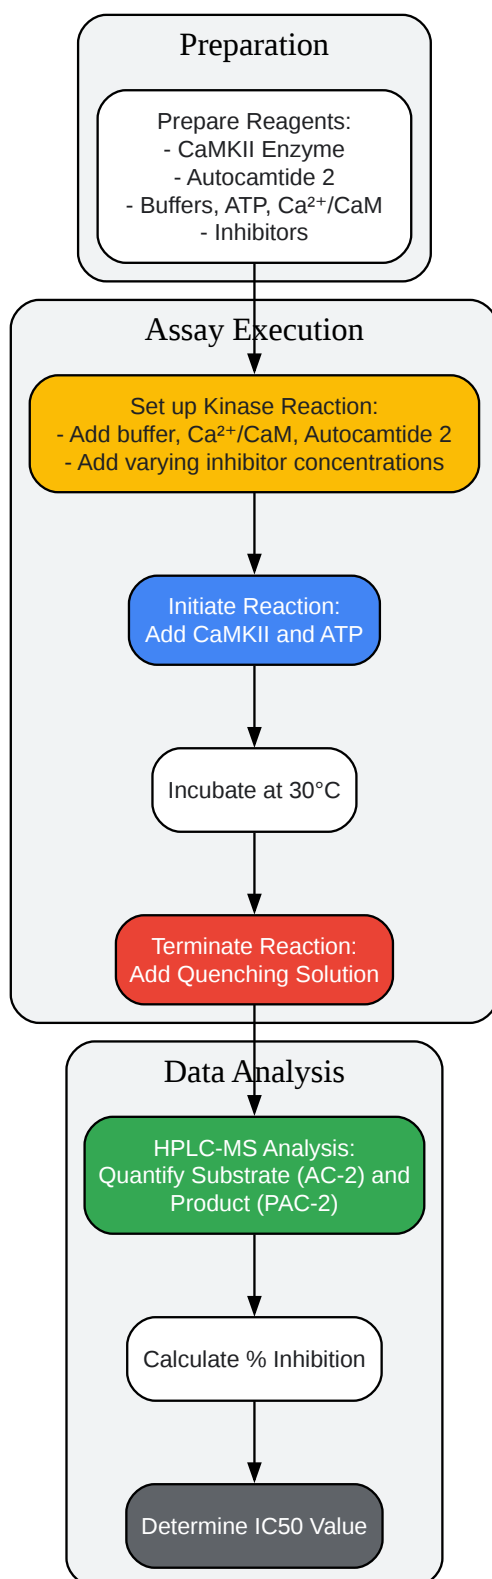 Preparation
Prepare Reagents:
- CaMKII Enzyme
- Autocamtide 2
- Buffers, ATP, Ca²⁺/CaM
- Inhibitors
Assay Execution
Set up Kinase Reaction:
- Add buffer, Ca²⁺/CaM, Autocamtide 2
- Add varying inhibitor concentrations
Initiate Reaction:
Add CaMKII and ATP
Incubate at 30°C
Terminate Reaction:
Add Quenching Solution
Data Analysis
HPLC-MS Analysis:
Quantify Substrate (AC-2) and
Product (PAC-2)
Calculate % Inhibition
Determine IC50 Value